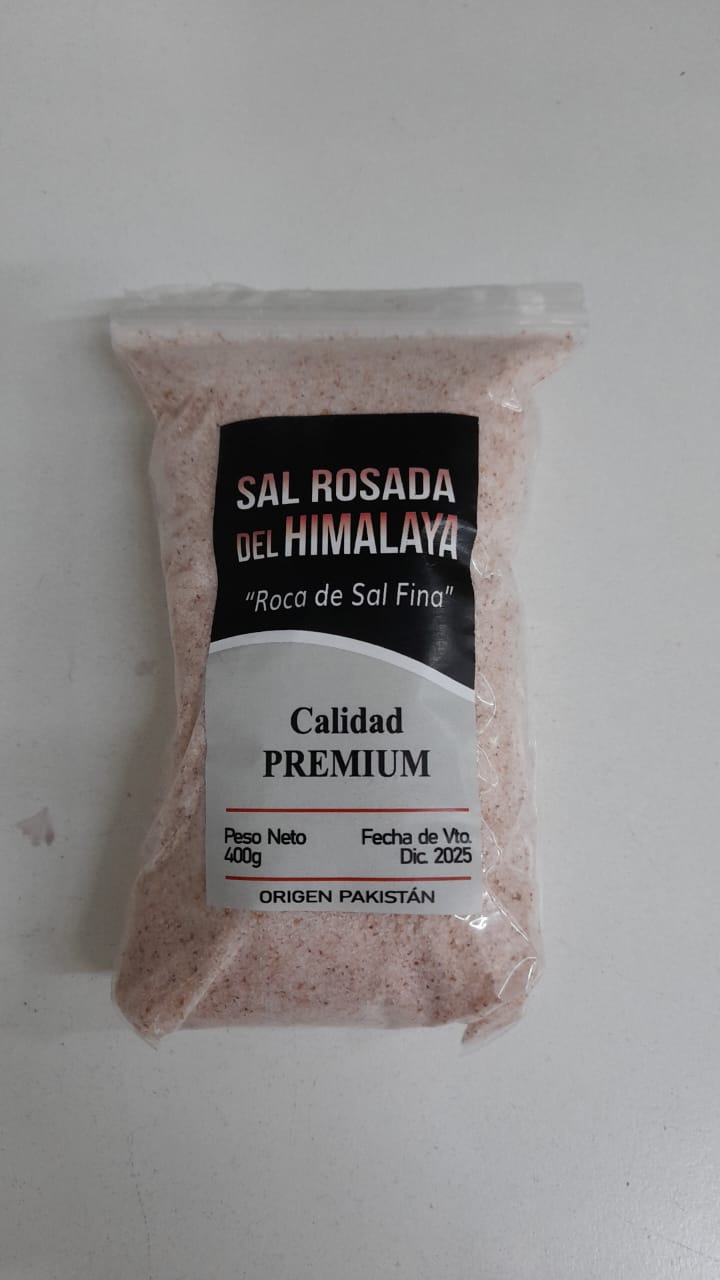 SAL ROSADA
DEL HIMALAYA
“Roca de Sal Fina”
Calidad
PREMIUM
Peso Neto
400g
Fecha de Vto.
Dic. 2025
ORIGEN PAKISTÁN